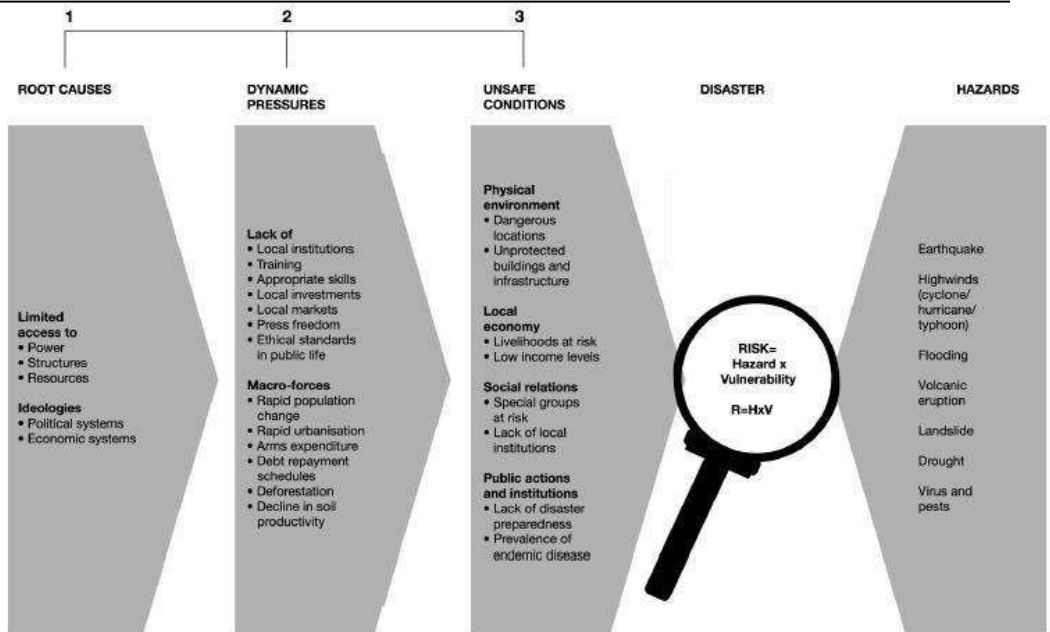 1
2
3
ROOT CAUSES
DYNAMIC
PRESSURES
UNSAFE
CONDITIONS
DISASTER
HAZARDS
Limited
access to
• Power
• Structures
• Resources
Ideologies
• Political systems
• Economic systems
Lack of
• Local institutions
• Training
• Appropriate skills
• Local investments
• Local markets
• Press freedom
• Ethical standards
in public life
Macro-forces
• Rapid population
change
• Rapid urbanisation
• Arms expenditure
• Debt repayment
schedules
• Deforestation
• Decline in soil
productivity
Physical
environment
• Dangerous
locations
• Unprotected
buildings and
infrastructure
Local
economy
• Livelihoods at risk
• Low income levels
Social relations
• Special groups
at risk
• Lack of local
institutions
Public actions
and institutions
• Lack of disaster
preparedness
• Prevalence of
endemic disease
RISK=
Hazard x
Vulnerability
R=HxV
Earthquake
Highwinds
(cyclone/
hurricane/
typhoon)
Flooding
Volcanic
eruption
Landslide
Drought
Virus and
pests